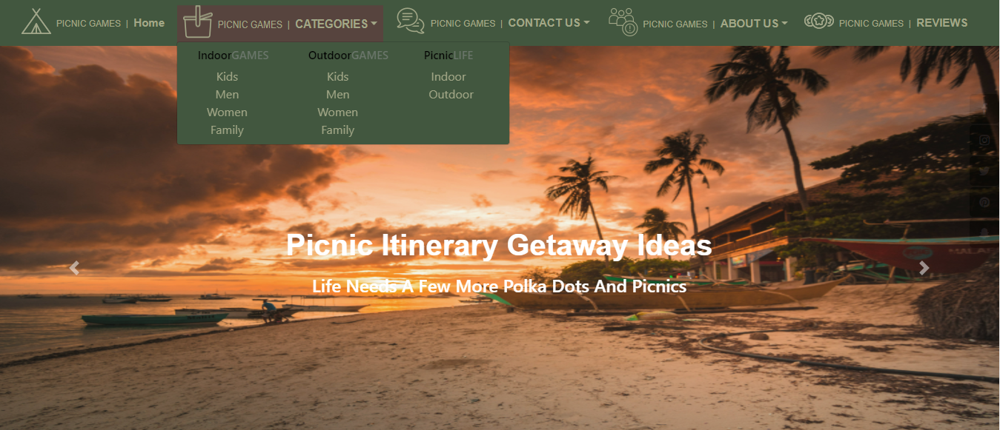 PICNIC GAMES | Home
PICNIC GAMES | CATEGORIES
PICNIC GAMES | CONTACT US
PICNIC GAMES | ABOUT US
PICNIC GAMES | REVIEWS
IndoorGAMES
Kids
Men
Women
Family
OutdoorGAMES
Kids
Men
Women
Family
PicnicLIFE
Indoor
Outdoor
Picnic Itinerary Getaway Ideas
Life Needs A Few More Polka Dots And Picnics